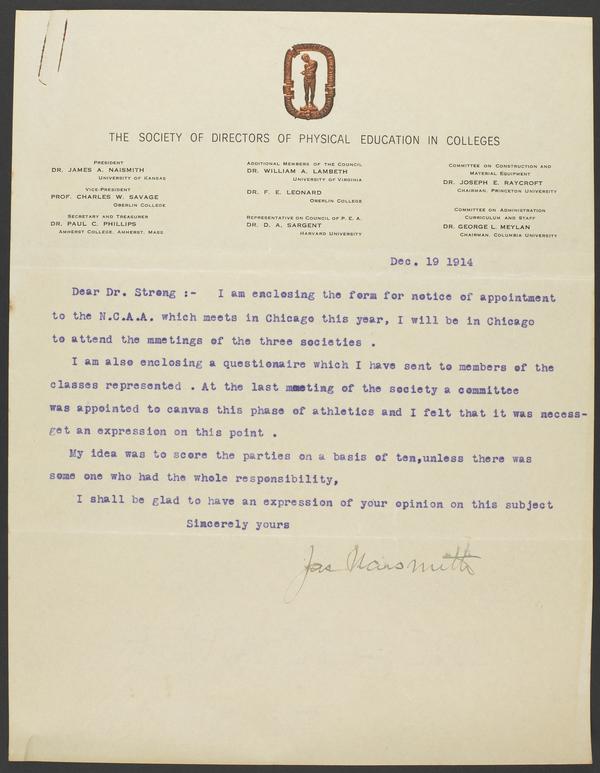 THE SOCIETY OF DIRECTORS OF PHYSICAL EDUCATION IN COLLEGES
PRESIDENT
DR. JAMES A. NAISMITH
UNIVERSITY OF KANSAS
VICE-PRESIDENT
PROF. CHARLES W. SAVAGE
OBERLIN COLLEGE
SECRETARY AND TREASURER
DR. PAUL C. PHILLIPS
AMHERST COLLEGE, AMHERST, MASS.
ADDITIONAL MEMBERS OF THE COUNCIL
DR. WILLIAM A. LAMBETH
UNIVERSITY OF VIRGINIA
DR. F. E. LEONARD
OBERLIN COLLEGE
REPRESENTATIVE ON COUNCIL OF P. E. A.
DR. D. A. SARGENT
HARVARD UNIVERSITY
COMMITTEE ON CONSTRUCTION AND
MATERIAL EQUIPMENT
DR. JOSEPH E. RAYCROFT
CHAIRMAN, PRINCETON UNIVERSITY
COMMITTEE ON ADMINISTRATION
CURRICULUM AND STAFF
DR. GEORGE L. MEYLAN
CHAIRMAN, COLUMBIA UNIVERSITY
Dec. 19 1914
Dear Dr. Strong :- I am enclosing the form for notice of appointment
to the N.C.A.A. which meets in Chicago this year, I will be in Chicago
to attend the mmetings of the three societies .
I am also enclosing a questionaire which I have sent to members of the
classes represented . At the last meeting of the society a committee
was appointed to canvas this phase of athletics and I felt that it was necess-
get an expression on this point .
My idea was to score the parties on a basis of ten,unless there was
some one who had the whole responsibility,
I shall be glad to have an expression of your opinion on this subject
Sincerely yours
Jas Naismith